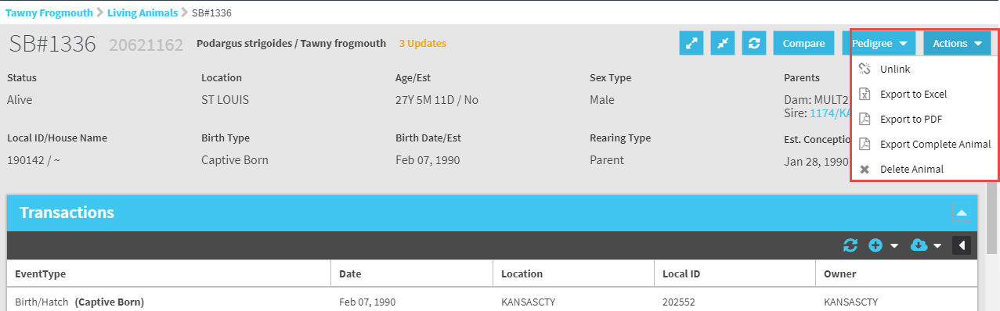 Tawny Frogmouth Living Animals SB#1336
SB#1336 20621162 Podargus strigoides / Tawny frogmouth 3 Updates Compare Pedigree Actions
Status Location Age/Est Sex Type Parents
Alive ST LOUIS 27Y 5M 11D / No Male Dam: MULT2
Sire: 1174/KA
Local ID/House Name Birth Type Birth Date/Est Rearing Type Est. Conceptio
190142 / ~ Captive Born Feb 07, 1990 Parent Jan 28, 1990
Unlink
Export to Excel
Export to PDF
Export Complete Animal
Delete Animal
Transactions
EventType Date Location Local ID Owner
Birth/Hatch (Captive Born) Feb 07, 1990 KANSASCTY 202552 KANSASCTY